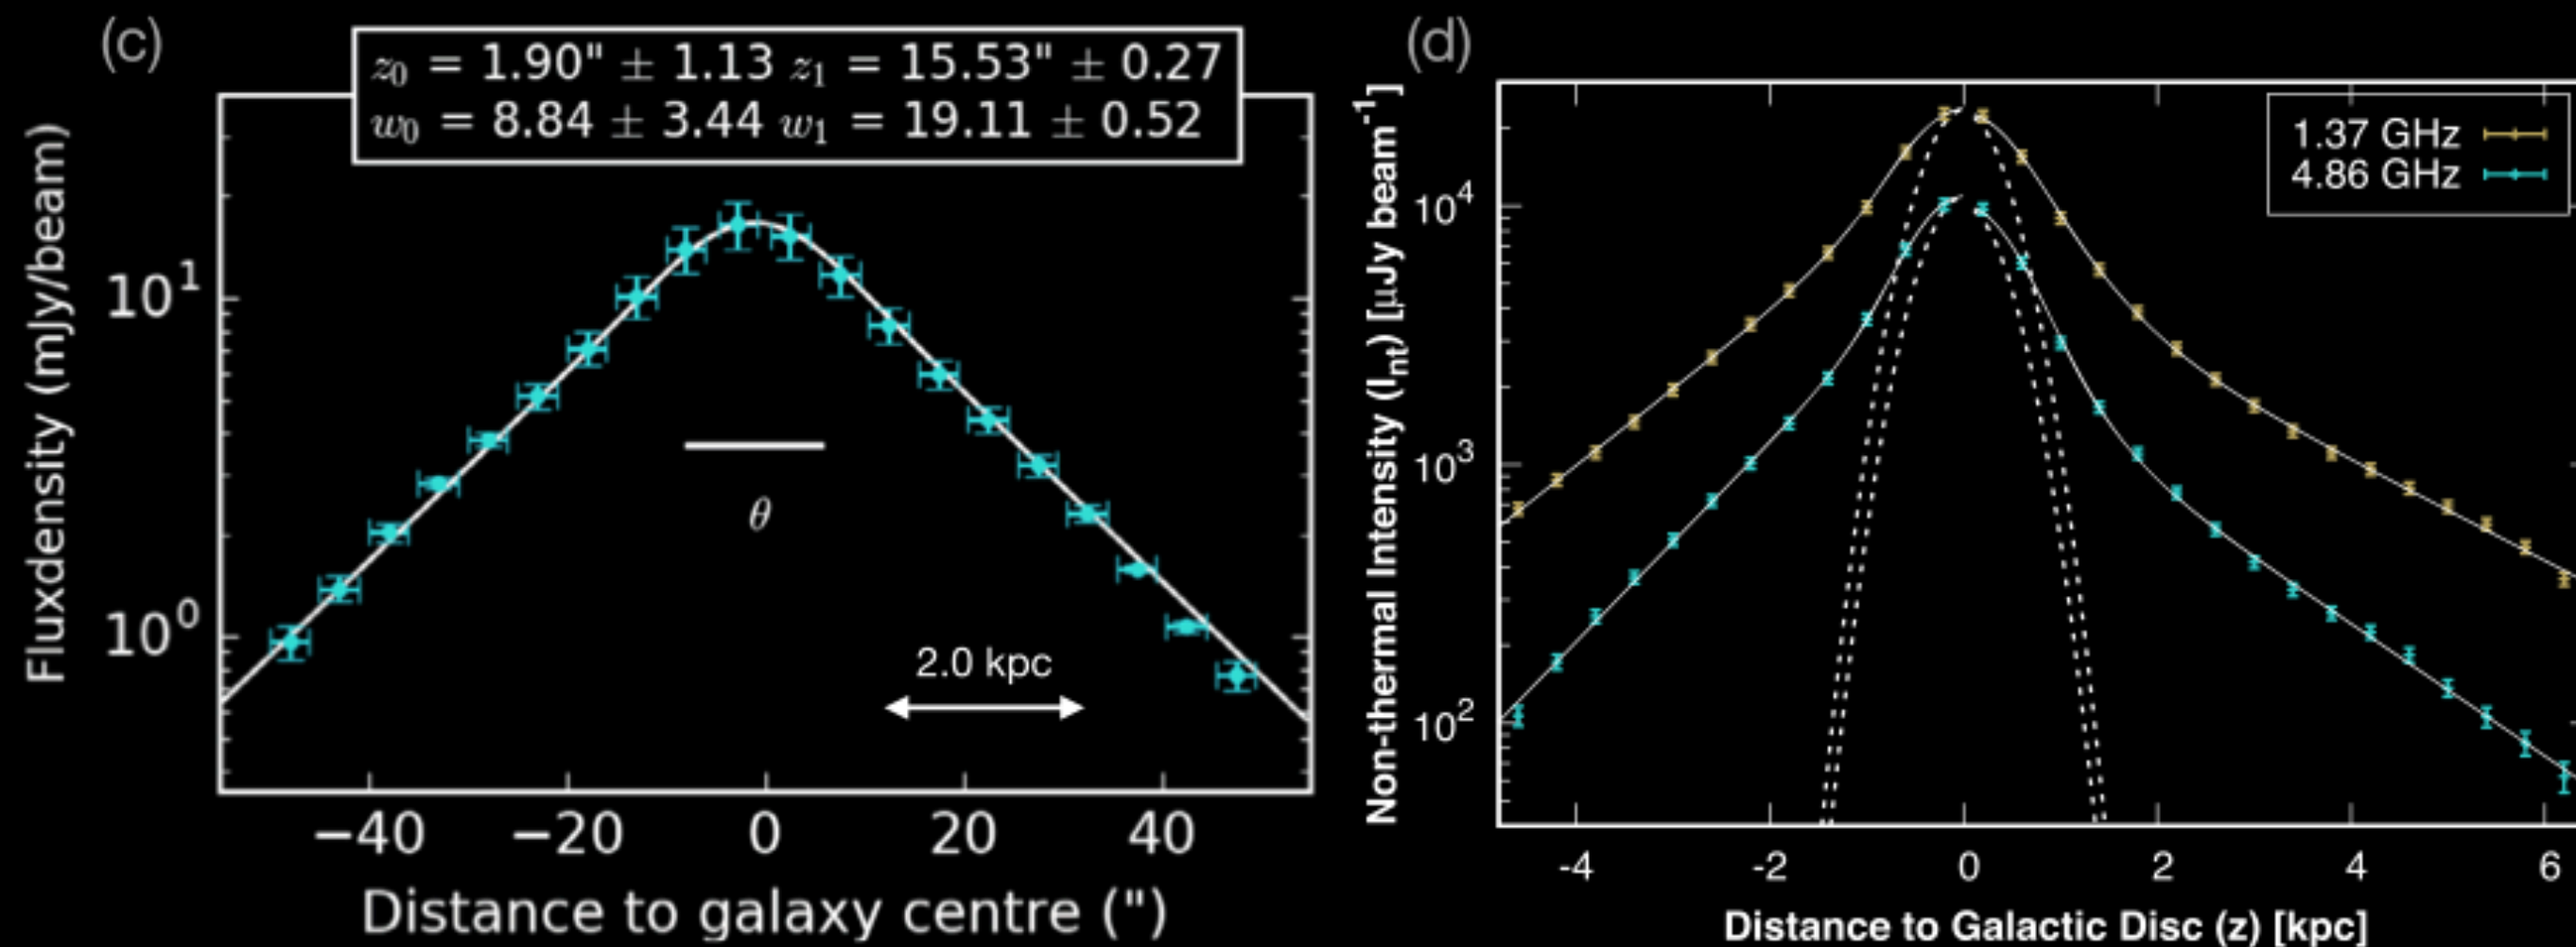 (c)
z₀ = 1.90" ± 1.13 z₁ = 15.53" ± 0.27
w₀ = 8.84 ± 3.44 w₁ = 19.11 ± 0.52
Fluxdensity (mJy/beam)
10¹
10⁰
θ
2.0 kpc
−40 −20 0 20 40
Distance to galaxy centre (")
(d)
Non-thermal Intensity (Iₙₜ) [μJy beam⁻¹]
1.37 GHz
4.86 GHz
10⁴
10³
10²
-4 -2 0 2 4 6
Distance to Galactic Disc (z) [kpc]